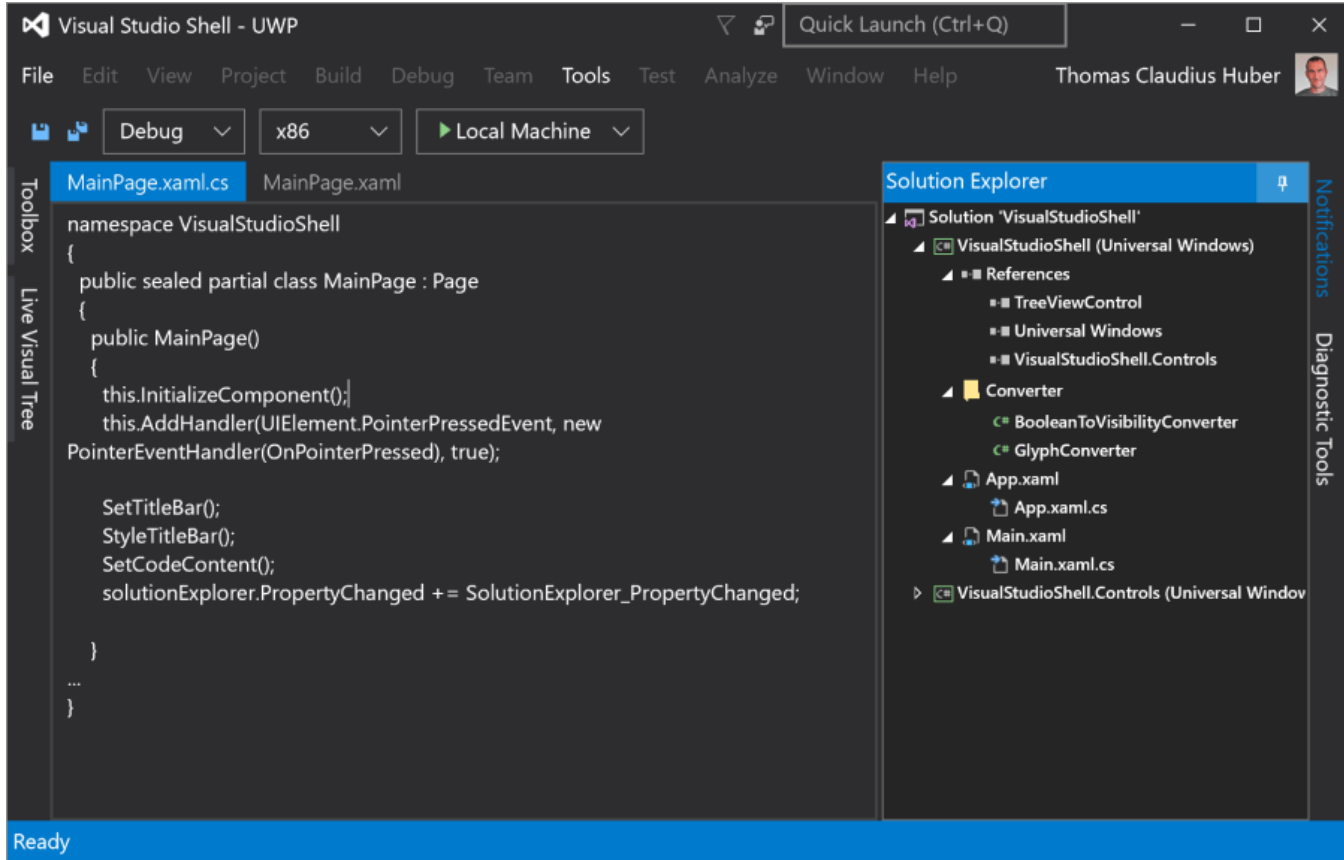 Visual Studio Shell - UWP
Quick Launch (Ctrl+Q)
File Edit View Project Build Debug Team Tools Test Analyze Window Help Thomas Claudius Huber
Debug x86 Local Machine
Toolbox
Live Visual Tree
MainPage.xaml.cs MainPage.xaml
namespace VisualStudioShell
{
public sealed partial class MainPage : Page
{
public MainPage()
{
this.InitializeComponent();
this.AddHandler(UIElement.PointerPressedEvent, new
PointerEventHandler(OnPointerPressed), true);
SetTitleBar();
StyleTitleBar();
SetCodeContent();
solutionExplorer.PropertyChanged += SolutionExplorer_PropertyChanged;
}
...
}
Solution Explorer
Solution 'VisualStudioShell'
C# VisualStudioShell (Universal Windows)
References
TreeViewControl
Universal Windows
VisualStudioShell.Controls
Converter
C# BooleanToVisibilityConverter
C# GlyphConverter
App.xaml
App.xaml.cs
Main.xaml
Main.xaml.cs
C# VisualStudioShell.Controls (Universal Window
Notifications
Diagnostic Tools
Ready